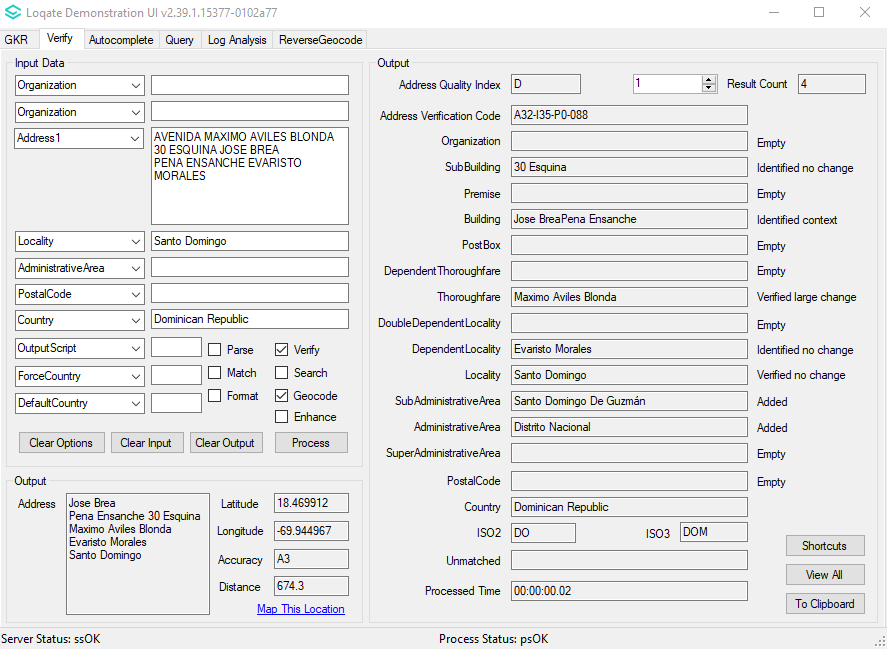 Loqate Demonstration UI v2.39.1.15377-0102a77
GKR Verify Autocomplete Query Log Analysis ReverseGeocode
Input Data
Organization
Organization
Address1
AVENIDA MAXIMO AVILES BLONDA
30 ESQUINA JOSE BREA
PENA ENSANCHE EVARISTO
MORALES
Locality Santo Domingo
AdministrativeArea
PostalCode
Country Dominican Republic
OutputScript Parse Verify
ForceCountry Match Search
DefaultCountry Format Geocode
Enhance
Clear Options Clear Input Clear Output Process
Output
Address
Jose Brea
Pena Ensanche 30 Esquina
Maximo Aviles Blonda
Evaristo Morales
Santo Domingo
Latitude 18.469912
Longitude -69.944967
Accuracy A3
Distance 674.3
Map This Location
Output
Address Quality Index D 1 Result Count 4
Address Verification Code A32-I35-P0-088
Organization Empty
SubBuilding 30 Esquina Identified no change
Premise Empty
Building Jose BreaPena Ensanche Identified context
PostBox Empty
DependentThoroughfare Empty
Thoroughfare Maximo Aviles Blonda Verified large change
DoubleDependentLocality Empty
DependentLocality Evaristo Morales Identified no change
Locality Santo Domingo Verified no change
SubAdministrativeArea Santo Domingo De Guzmán Added
AdministrativeArea Distrito Nacional Added
SuperAdministrativeArea Empty
PostalCode Empty
Country Dominican Republic
ISO2 DO ISO3 DOM
Unmatched
Processed Time 00:00:00.02
Shortcuts
View All
To Clipboard
Server Status: ssOK Process Status: psOK